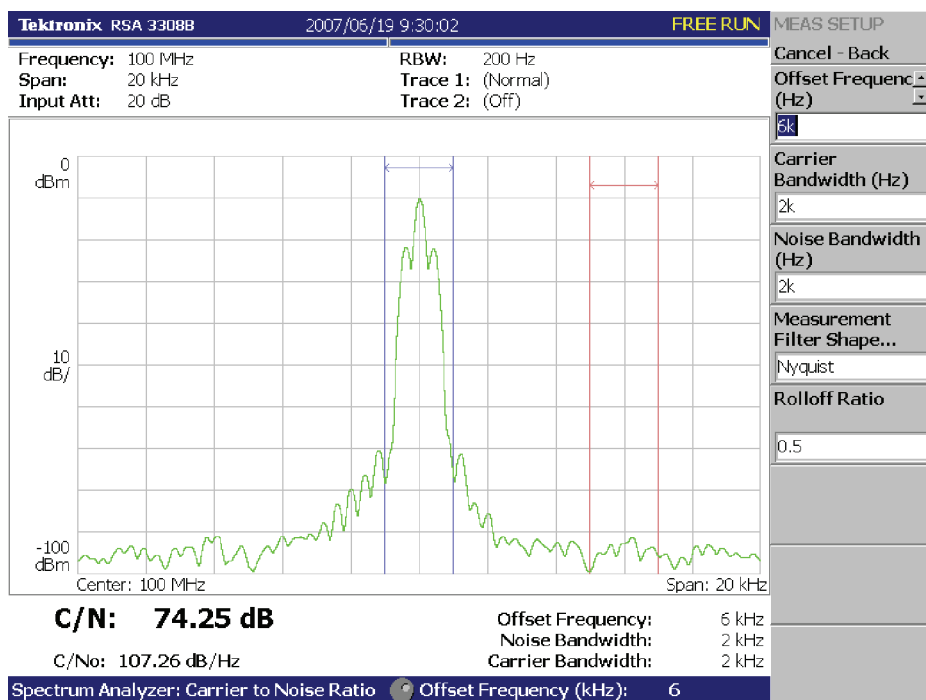 Tektronix RSA 3308B 2007/06/19 9:30:02 FREE RUN
Frequency: 100 MHz RBW: 200 Hz
Span: 20 kHz Trace 1: (Normal)
Input Att: 20 dB Trace 2: (Off)
0
dBm
10
dB/
-100
dBm
Center: 100 MHz Span: 20 kHz
C/N: 74.25 dB
C/No: 107.26 dB/Hz
Offset Frequency: 6 kHz
Noise Bandwidth: 2 kHz
Carrier Bandwidth: 2 kHz
Spectrum Analyzer: Carrier to Noise Ratio Offset Frequency (kHz): 6
MEAS SETUP
Cancel - Back
Offset Frequenc
(Hz)
6k
Carrier
Bandwidth (Hz)
2k
Noise Bandwidth
(Hz)
2k
Measurement
Filter Shape...
Nyquist
Rolloff Ratio
0.5